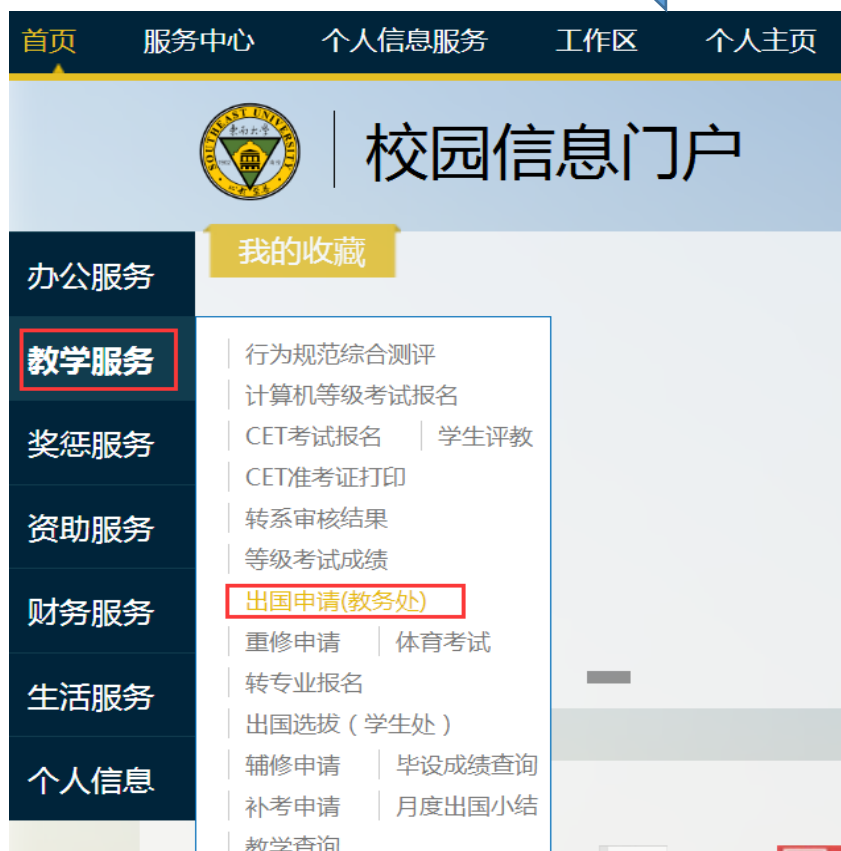 首页 服务中心 个人信息服务 工作区 个人主页
SOUTHEAST UNIVERSITY
东南大学
校园信息门户
我的收藏
办公服务
教学服务
奖惩服务
资助服务
财务服务
生活服务
个人信息
行为规范综合测评
计算机等级考试报名
CET考试报名 学生评教
CET准考证打印
转系审核结果
等级考试成绩
出国申请(教务处)
重修申请 体育考试
转专业报名
出国选拔（学生处）
辅修申请 毕设成绩查询
补考申请 月度出国小结
教学查询